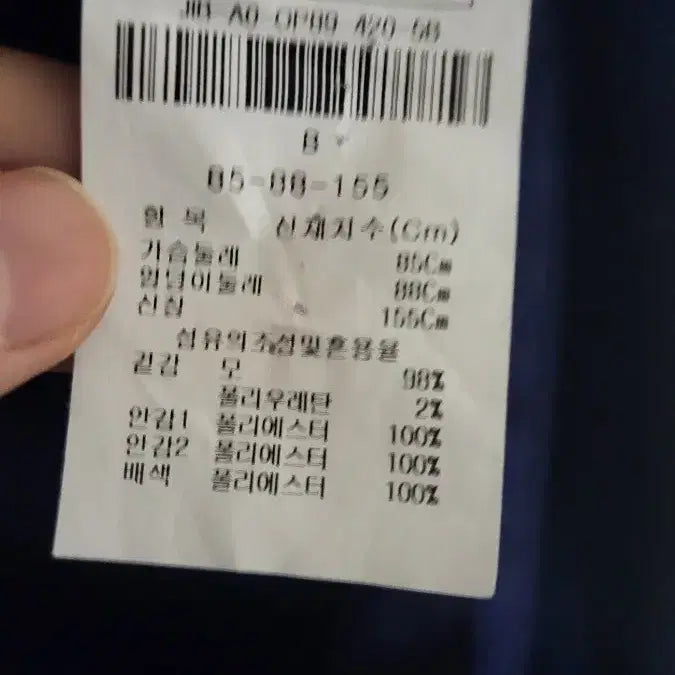 B
85-88-155
항 목 신체치수(Cm)
가슴둘레 85Cm
엉덩이둘레 88Cm
신장 155Cm
섬유의조성및혼용율
겉감 모 98%
폴리우레탄 2%
안감1 폴리에스터 100%
안감2 폴리에스터 100%
배색 폴리에스터 100%